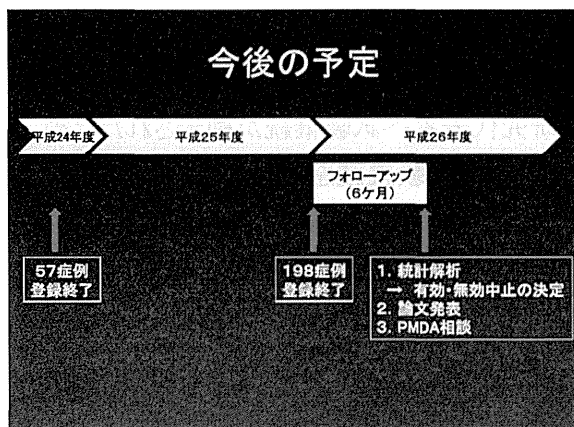 今後の予定
平成24年度
平成25年度
平成26年度
フォローアップ
(6ケ月)
57症例
登録終了
198症例
登録終了
1. 統計解析
→ 有効・無効中止の決定
2. 論文発表
3. PMDA相談